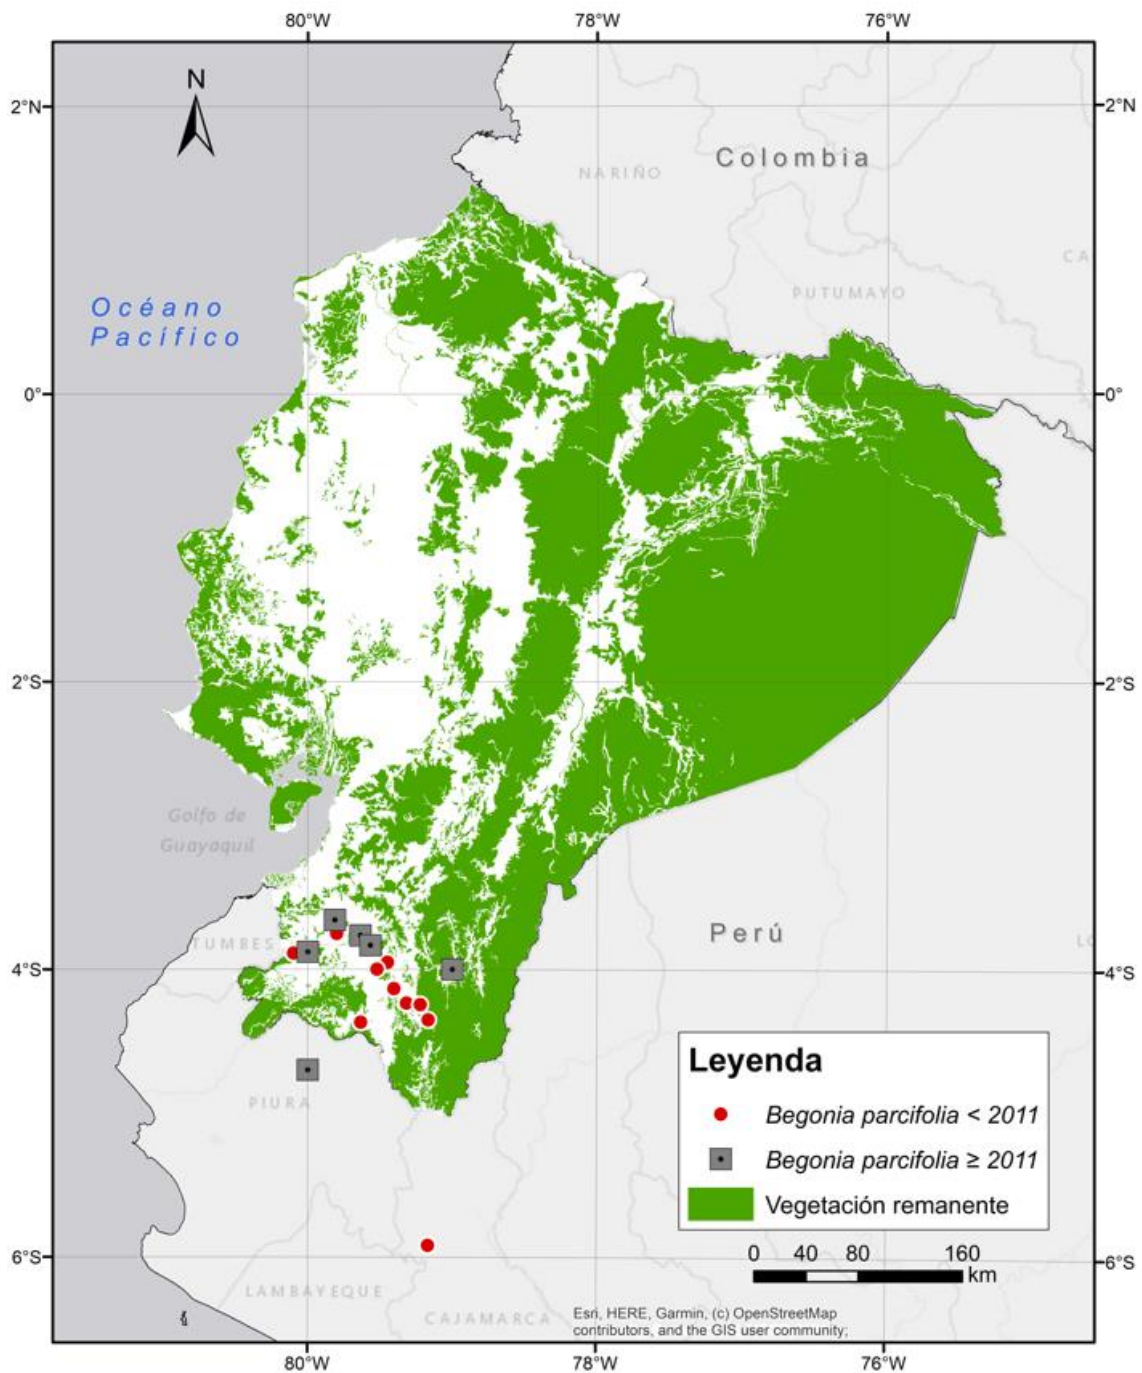 80°W 78°W 76°W
N
2°N 2°N
Colombia
NARIÑO
CA
PUTUMAYO
Océano
Pacífico
0° 0°
2°S 2°S
Golfo de
Guayaquil
Perú
TUMBES
LO
4°S 4°S
Leyenda
PIURA
Begonia parcifolia < 2011
Begonia parcifolia ≥ 2011
Vegetación remanente
6°S 6°S
0 40 80 160
km
LAMBAYEQUE
CAJAMARCA
Esri, HERE, Garmin, (c) OpenStreetMap
contributors, and the GIS user community;
80°W 78°W 76°W